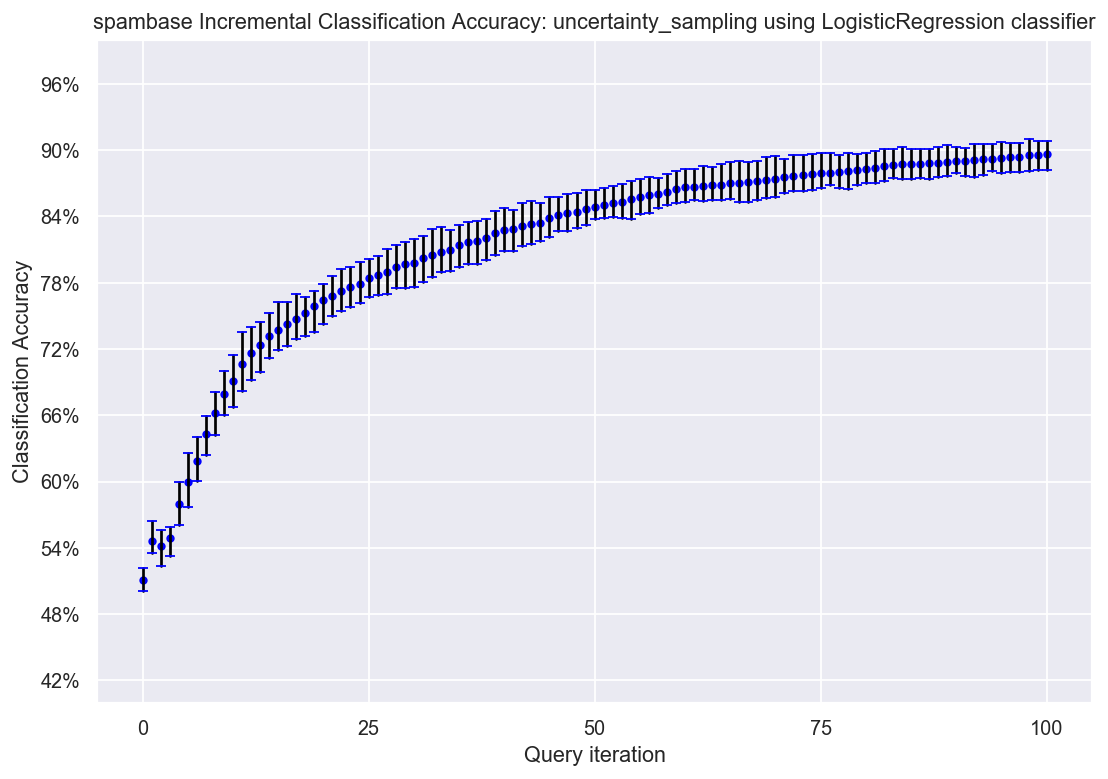 spambase Incremental Classification Accuracy: uncertainty_sampling using LogisticRegression classifier
96%
90%
84%
78%
72%
66%
60%
54%
48%
42%
Classification Accuracy
0 25 50 75 100
Query iteration